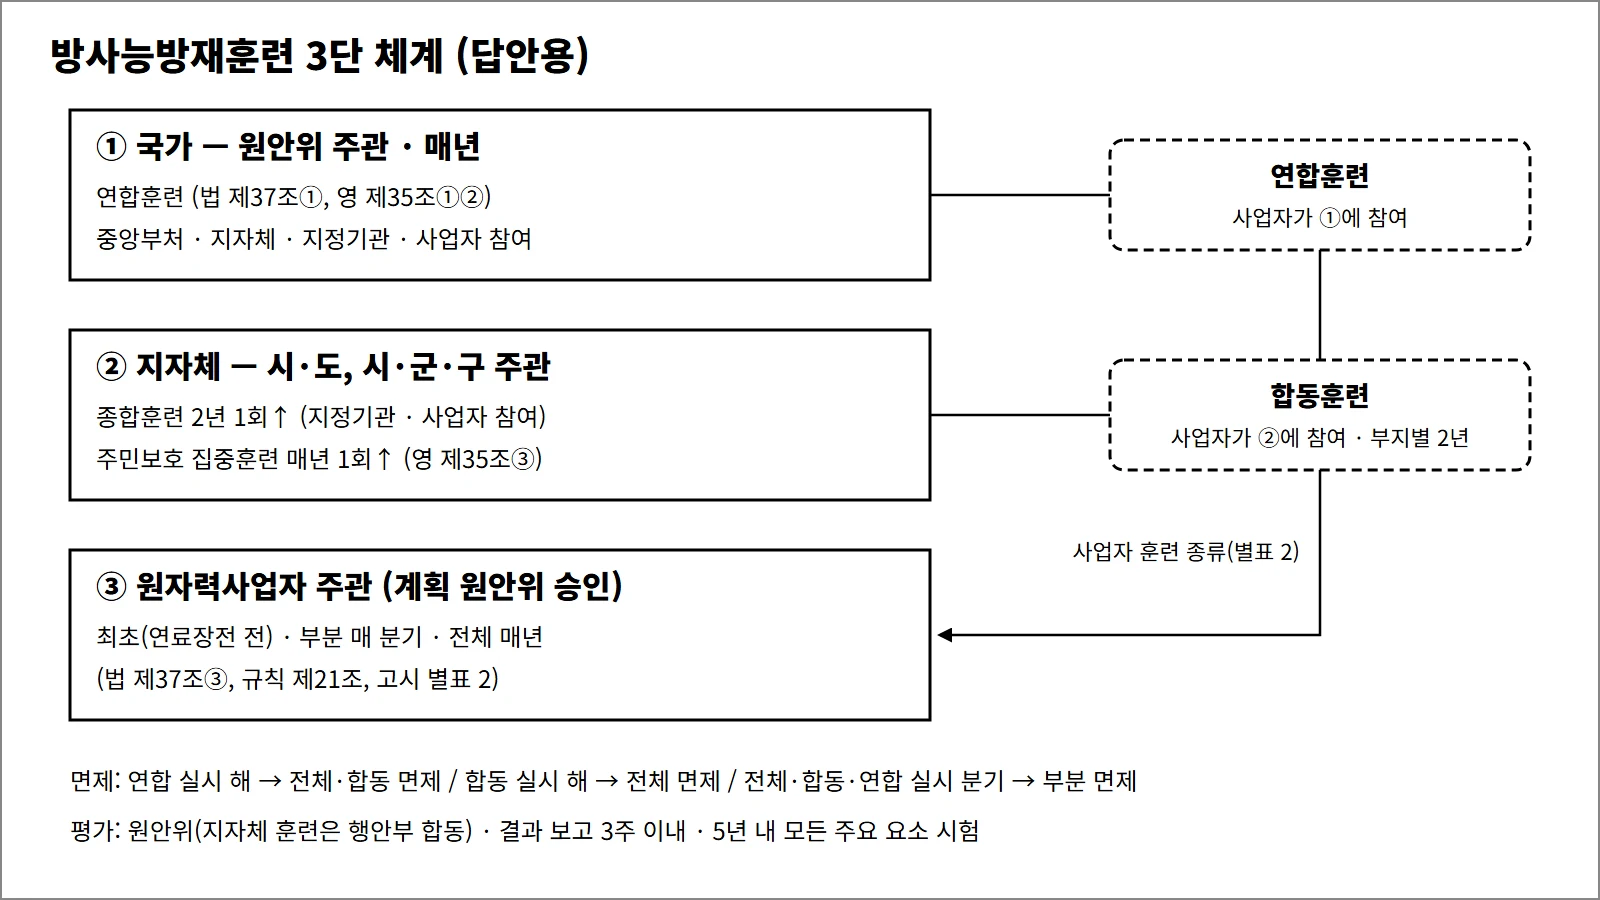 방사능방재훈련 3단 체계 (답안용)
① 국가 — 원안위 주관 · 매년
연합훈련 (법 제37조①, 영 제35조①②)
중앙부처 · 지자체 · 지정기관 · 사업자 참여
연합훈련
사업자가 ①에 참여
② 지자체 — 시·도, 시·군·구 주관
종합훈련 2년 1회↑ (지정기관 · 사업자 참여)
주민보호 집중훈련 매년 1회↑ (영 제35조③)
합동훈련
사업자가 ②에 참여 · 부지별 2년
사업자 훈련 종류(별표 2)
③ 원자력사업자 주관 (계획 원안위 승인)
최초(연료장전 전) · 부분 매 분기 · 전체 매년
(법 제37조③, 규칙 제21조, 고시 별표 2)
면제: 연합 실시 해 → 전체·합동 면제 / 합동 실시 해 → 전체 면제 / 전체·합동·연합 실시 분기 → 부분 면제
평가: 원안위(지자체 훈련은 행안부 합동) · 결과 보고 3주 이내 · 5년 내 모든 주요 요소 시험